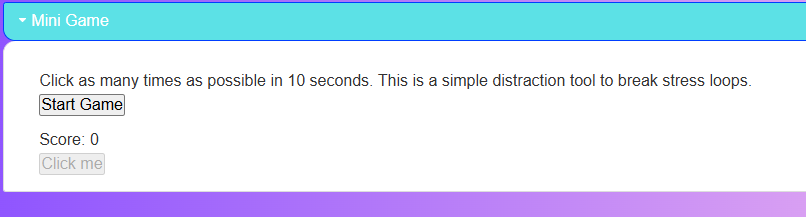 Mini Game
Click as many times as possible in 10 seconds. This is a simple distraction tool to break stress loops.
Start Game
Score: 0
Click me